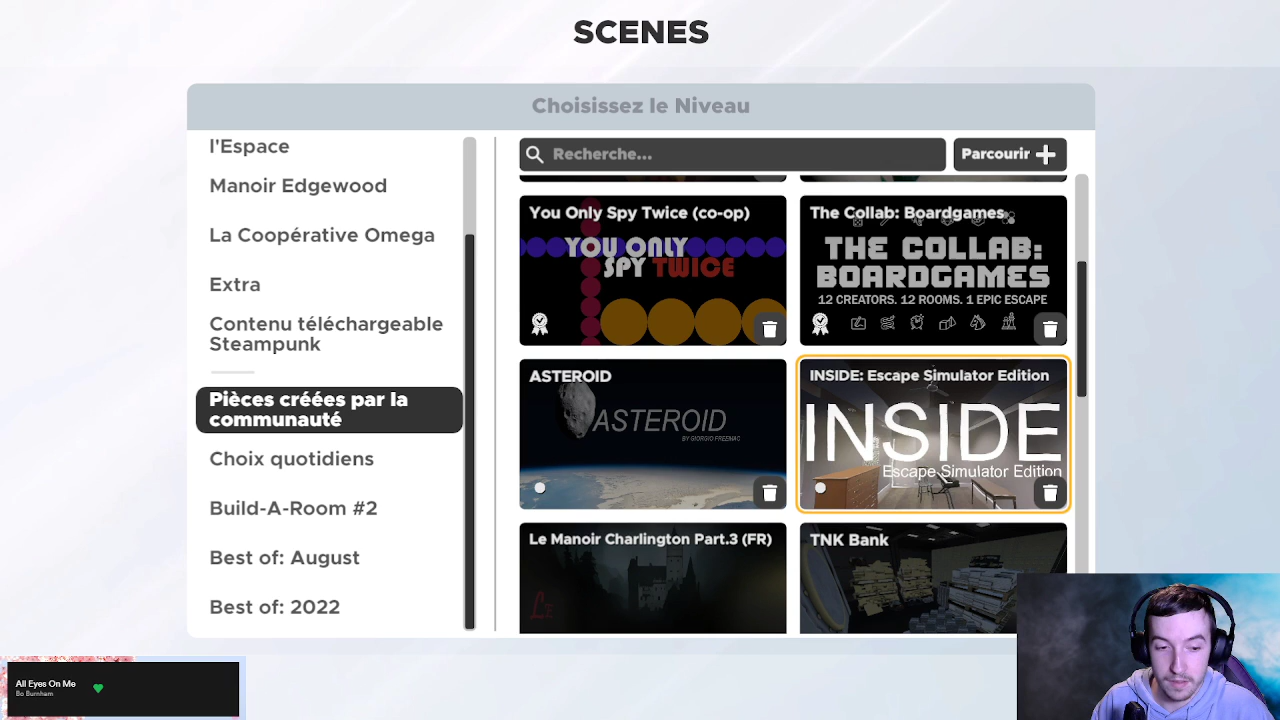 SCENES
Choisissez le Niveau
l'Espace
Manoir Edgewood
La Coopérative Omega
Extra
Contenu téléchargeable
Steampunk
Pièces créées par la
communauté
Choix quotidiens
Build-A-Room #2
Best of: August
Best of: 2022
Recherche...
Parcourir
You Only Spy Twice (co-op)
YOU ONLY
SPY TWICE
The Collab: Boardgames
THE COLLAB:
BOARDGAMES
12 CREATORS. 12 ROOMS. 1 EPIC ESCAPE
ASTEROID
ASTEROID
BY GIORGIO FREEMAC
INSIDE: Escape Simulator Edition
INSIDE
Escape Simulator Edition
Le Manoir Charlington Part.3 (FR)
LE
TNK Bank
All Eyes On Me
Bo Burnham